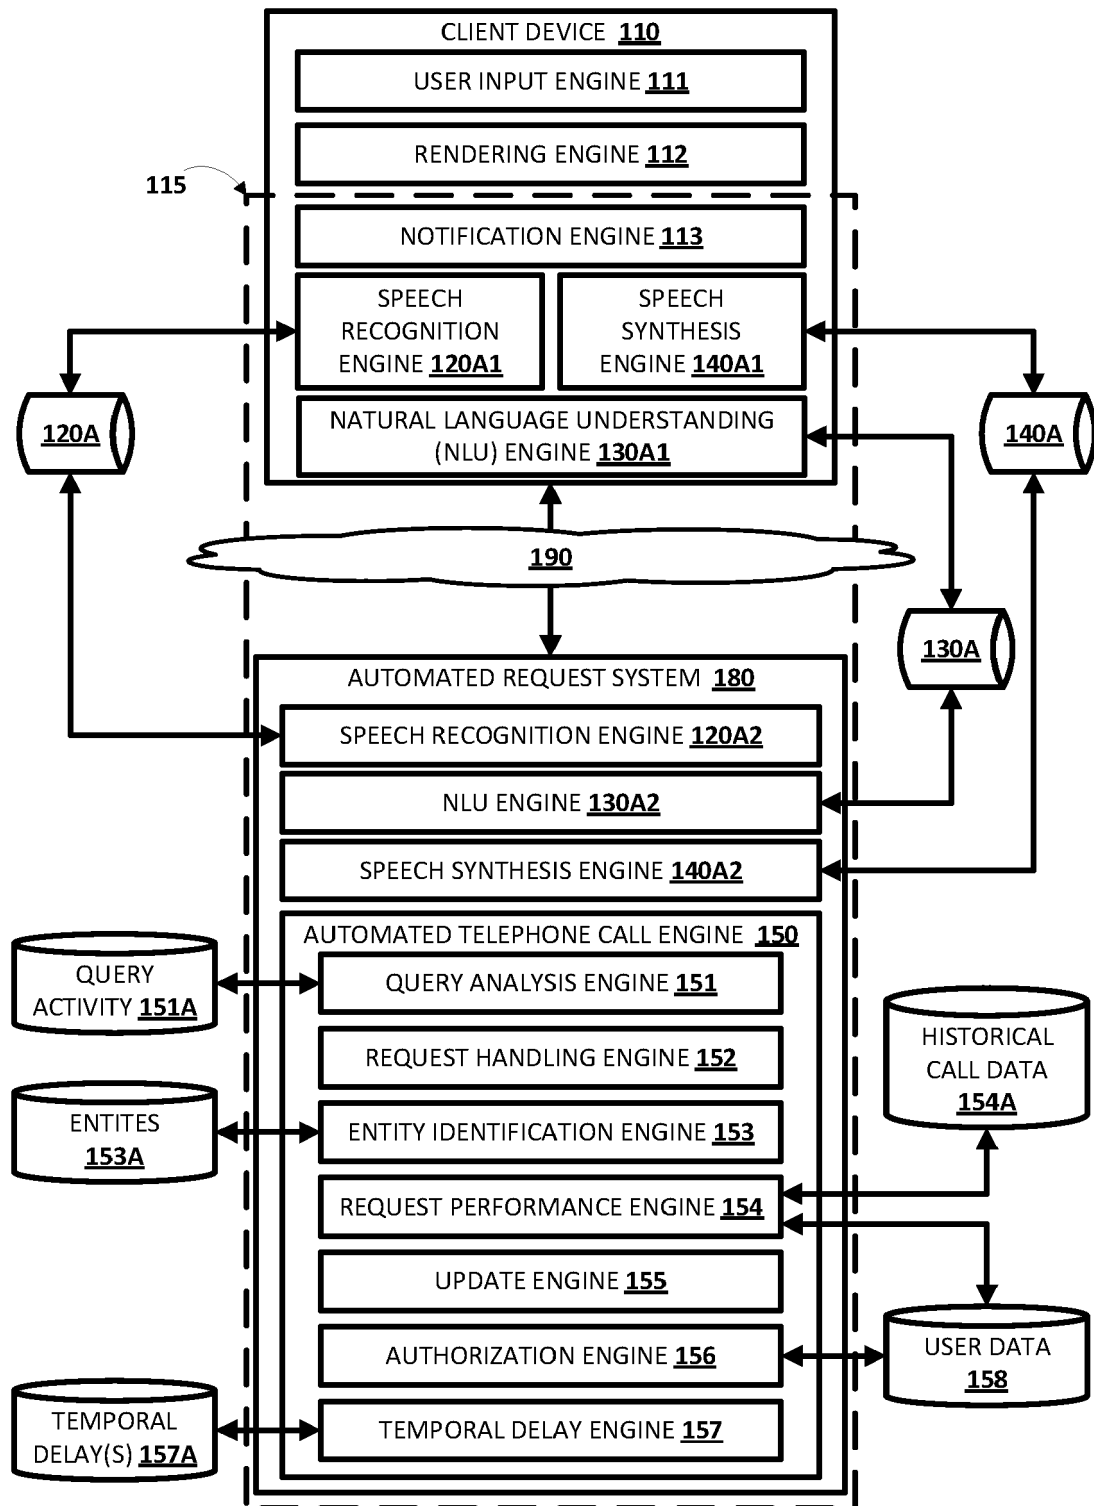 CLIENT DEVICE 110
USER INPUT ENGINE 111
RENDERING ENGINE 112
115
NOTIFICATION ENGINE 113
SPEECH
RECOGNITION
ENGINE 120A1
SPEECH
SYNTHESIS
ENGINE 140A1
120A
140A
NATURAL LANGUAGE UNDERSTANDING
(NLU) ENGINE 130A1
190
130A
AUTOMATED REQUEST SYSTEM 180
SPEECH RECOGNITION ENGINE 120A2
NLU ENGINE 130A2
SPEECH SYNTHESIS ENGINE 140A2
AUTOMATED TELEPHONE CALL ENGINE 150
QUERY
ACTIVITY 151A
QUERY ANALYSIS ENGINE 151
REQUEST HANDLING ENGINE 152
HISTORICAL
CALL DATA
154A
ENTITES
153A
ENTITY IDENTIFICATION ENGINE 153
REQUEST PERFORMANCE ENGINE 154
UPDATE ENGINE 155
AUTHORIZATION ENGINE 156
USER DATA
158
TEMPORAL
DELAY(S) 157A
TEMPORAL DELAY ENGINE 157